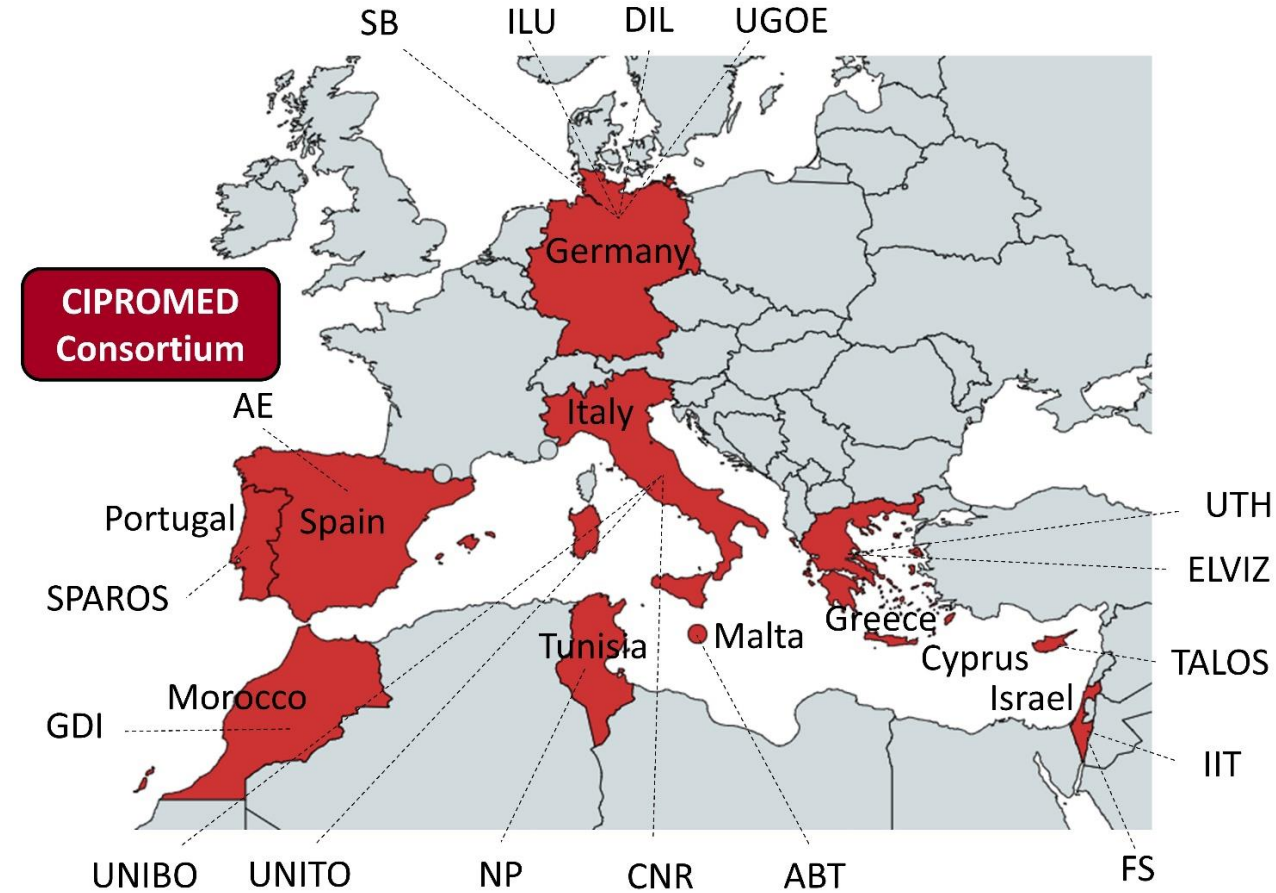 SB
ILU
DIL
UGOE
Germany
CIPROMED
Consortium
AE
Italy
Portugal
Spain
UTH
ELVIZ
SPAROS
Greece
Tunisia
Malta
Cyprus
TALOS
Morocco
Israel
GDI
IIT
UNIBO
UNITO
NP
CNR
ABT
FS